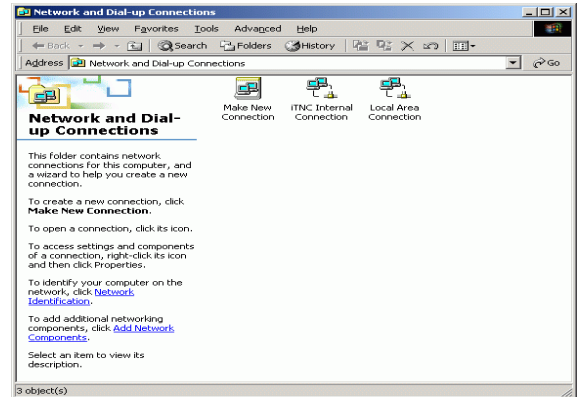 Network and Dial-up Connections
File Edit View Favorites Tools Advanced Help
Back Search Folders History
Address Network and Dial-up Connections Go
Make New
Connection
iTNC Internal
Connection
Local Area
Connection
Network and Dial-
up Connections
This folder contains network
connections for this computer, and
a wizard to help you create a new
connection.
To create a new connection, click
Make New Connection.
To open a connection, click its icon.
To access settings and components
of a connection, right-click its icon
and then click Properties.
To identify your computer on the
network, click Network
Identification.
To add additional networking
components, click Add Network
Components.
Select an item to view its
description.
3 object(s)